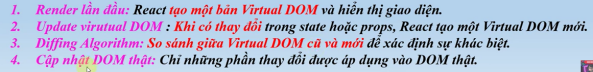 1. Render lần đầu: React tạo một bản Virtual DOM và hiển thị giao diện.
2. Update virutual DOM : Khi có thay đổi trong state hoặc props, React tạo một Virtual DOM mới.
3. Diffing Algorithm: So sánh giữa Virtual DOM cũ và mới để xác định sự khác biệt.
4. Cập nhật DOM thật: Chỉ những phần thay đổi được áp dụng vào DOM thật.